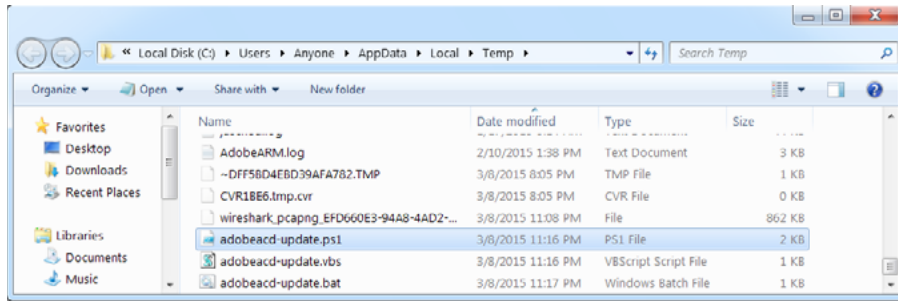 « Local Disk (C:) ▸ Users ▸ Anyone ▸ AppData ▸ Local ▸ Temp ▸ Search Temp
Organize Open Share with New folder
Favorites
Desktop
Downloads
Recent Places
Libraries
Documents
Music
Name Date modified Type Size
AdobeARM.log 2/10/2015 1:38 PM Text Document 3 KB
~DFF5BD4EBD39AFA782.TMP 3/8/2015 8:05 PM TMP File 1 KB
CVR1BE6.tmp.cvr 3/8/2015 8:05 PM CVR File 0 KB
wireshark_pcapng_EFD660E3-94A8-4AD2-... 3/8/2015 11:08 PM File 862 KB
adobeacd-update.ps1 3/8/2015 11:16 PM PS1 File 2 KB
adobeacd-update.vbs 3/8/2015 11:16 PM VBScript Script File 1 KB
adobeacd-update.bat 3/8/2015 11:17 PM Windows Batch File 1 KB